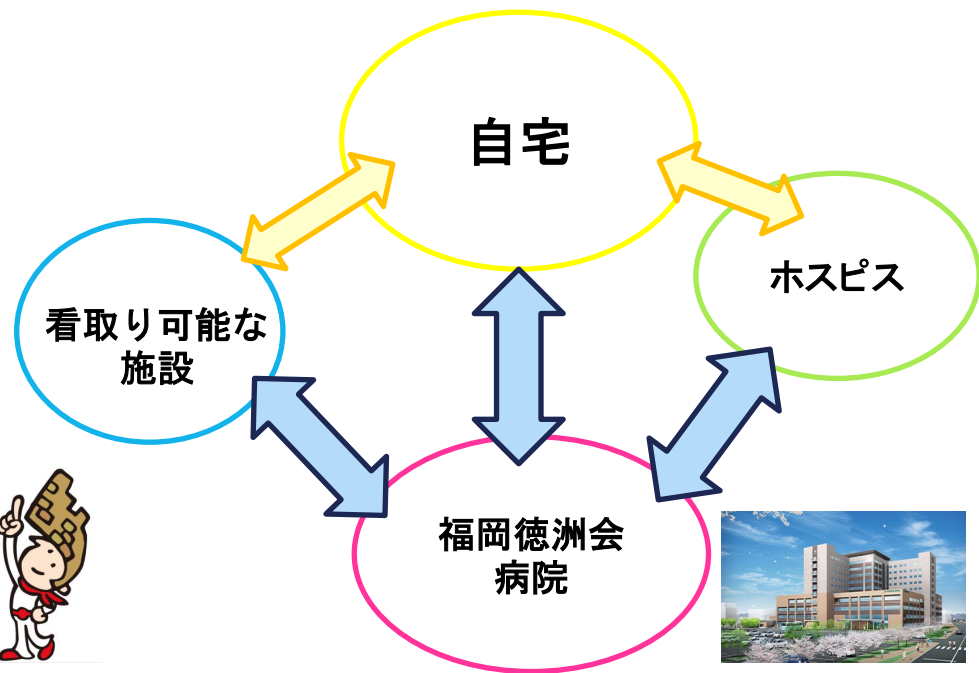 自宅
ホスピス
看取り可能な
施設
福岡徳洲会
病院